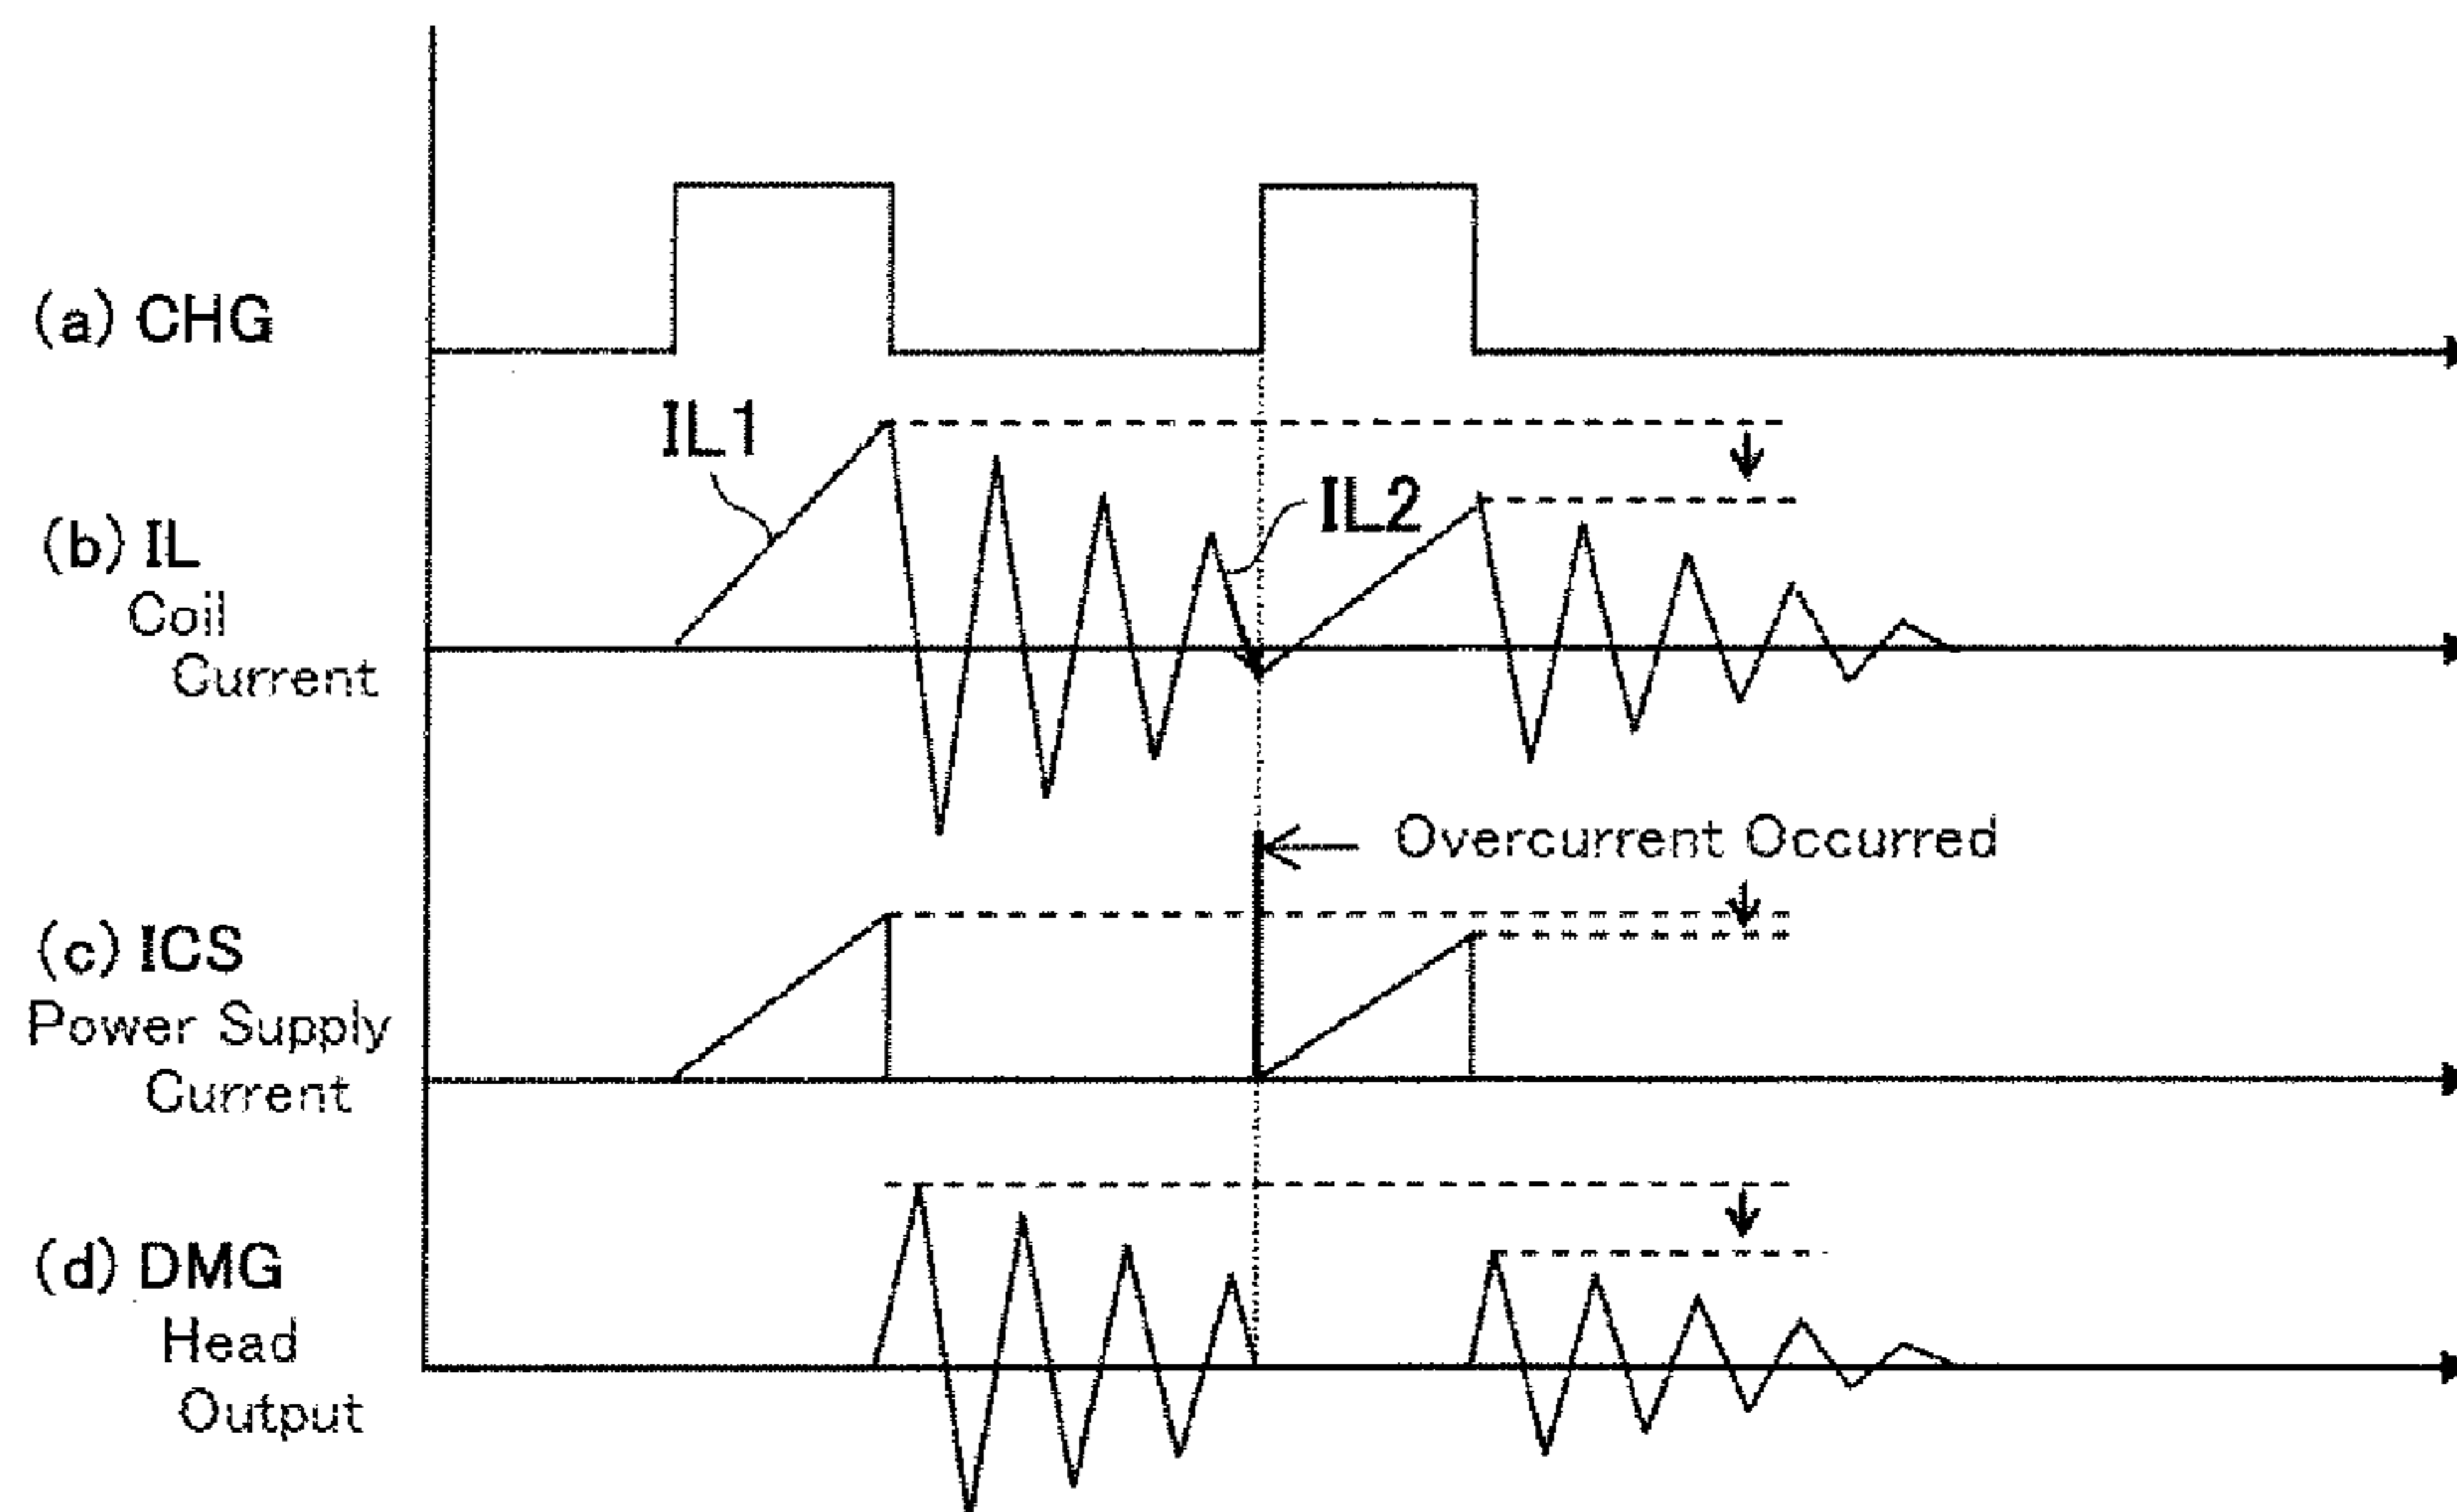 (a) CHG
IL1
IL2
(b) IL
Coil
Current
Overcurrent Occurred
(c) ICS
Power Supply
Current
(d) DMG
Head
Output